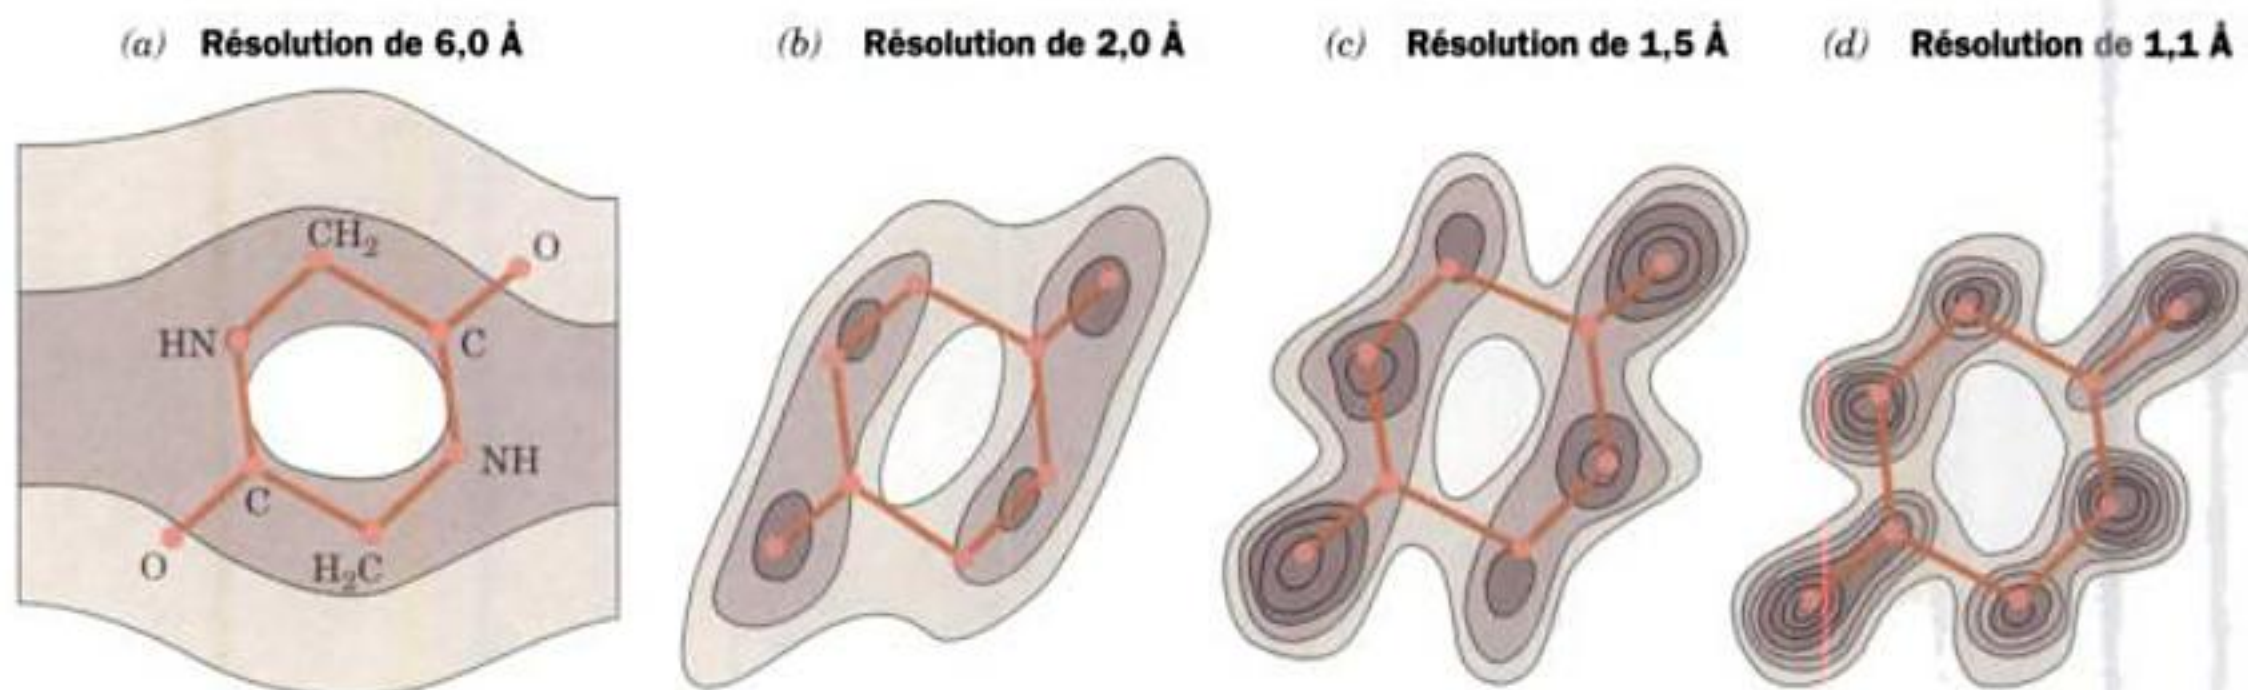 (a) Résolution de 6,0 Å
(b) Résolution de 2,0 Å
(c) Résolution de 1,5 Å
(d) Résolution de 1,1 Å
CH₂
O
HN
C
NH
C
O
H₂C